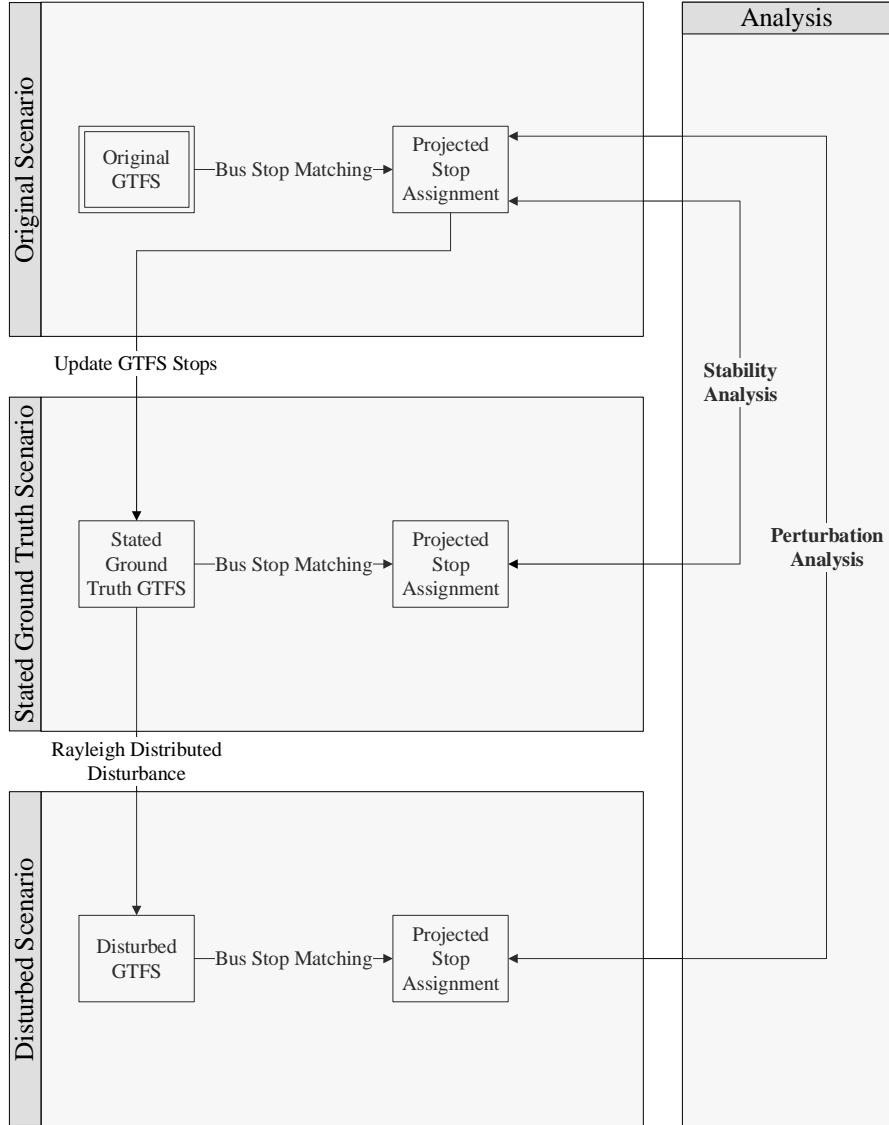 Analysis
Original Scenario
Original
GTFS
Bus Stop Matching
Projected
Stop
Assignment
Update GTFS Stops
Stability
Analysis
Stated Ground Truth Scenario
Stated
Ground
Truth GTFS
Bus Stop Matching
Projected
Stop
Assignment
Perturbation
Analysis
Rayleigh Distributed
Disturbance
Disturbed Scenario
Disturbed
GTFS
Bus Stop Matching
Projected
Stop
Assignment